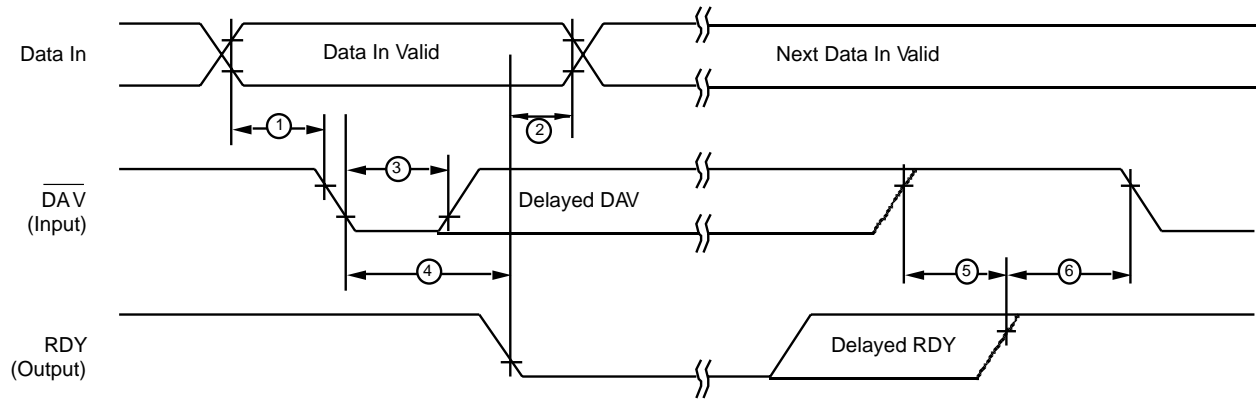 Data In
Data In Valid
Next Data In Valid
1
2
3
DAV
(Input)
Delayed DAV
4
5
6
RDY
(Output)
Delayed RDY